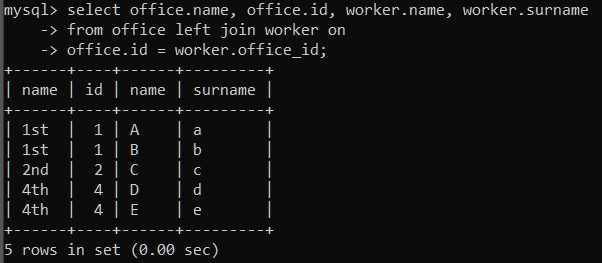 mysql> select office.name, office.id, worker.name, worker.surname
    -> from office left join worker on
    -> office.id = worker.office_id;
+------+----+------+---------+
| name | id | name | surname |
+------+----+------+---------+
| 1st  |  1 | A    | a       |
| 1st  |  1 | B    | b       |
| 2nd  |  2 | C    | c       |
| 4th  |  4 | D    | d       |
| 4th  |  4 | E    | e       |
+------+----+------+---------+
5 rows in set (0.00 sec)